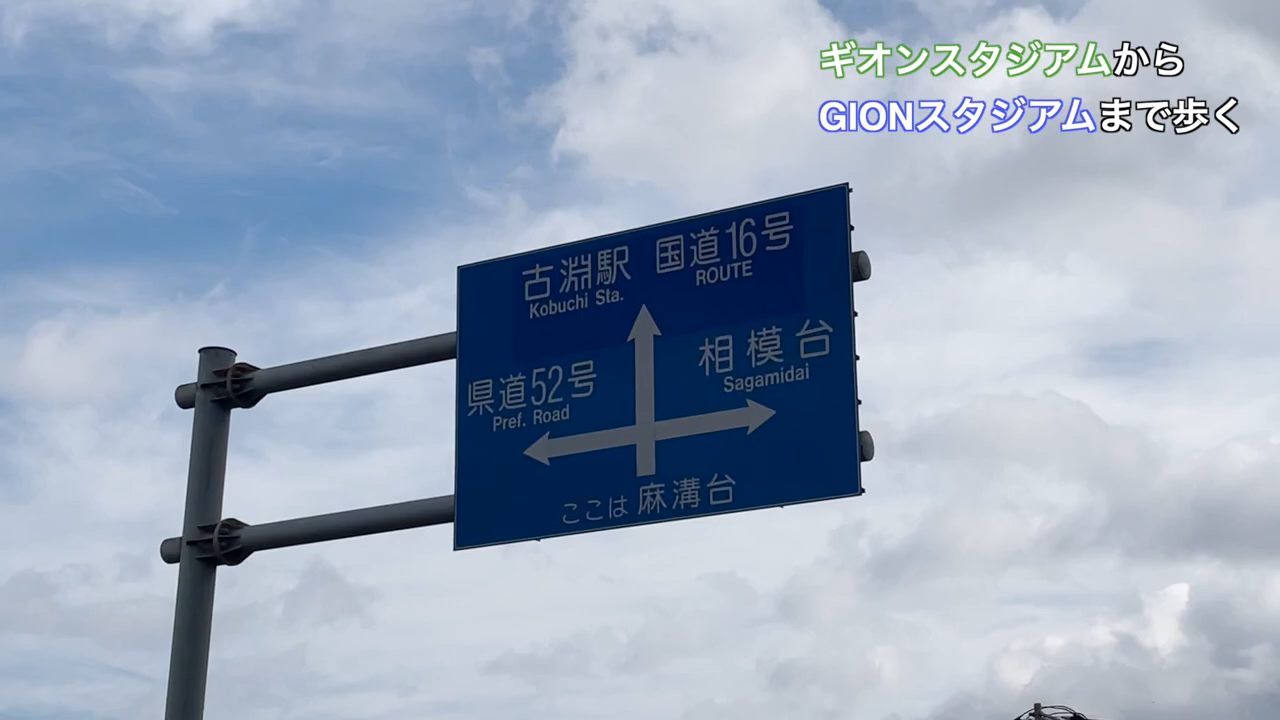 ギオンスタジアムから
GIONスタジアムまで歩く
古淵駅 国道16号
Kobuchi Sta. ROUTE
相模台
Sagamidai
県道52号
Pref. Road
ここは麻溝台